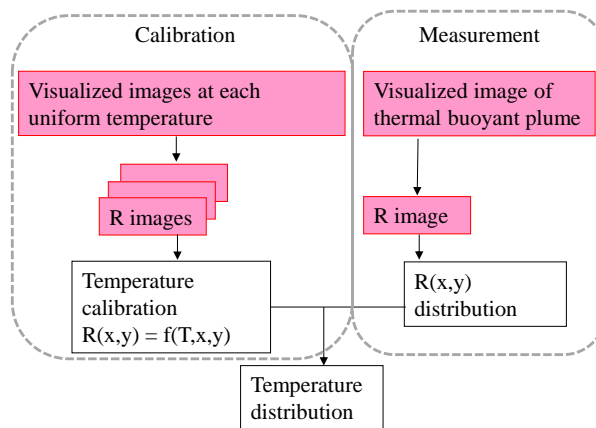 Calibration
Visualized images at each
uniform temperature
R images
Temperature
calibration
R(x,y) = f(T,x,y)
Measurement
Visualized image of
thermal buoyant plume
R image
R(x,y)
distribution
Temperature
distribution